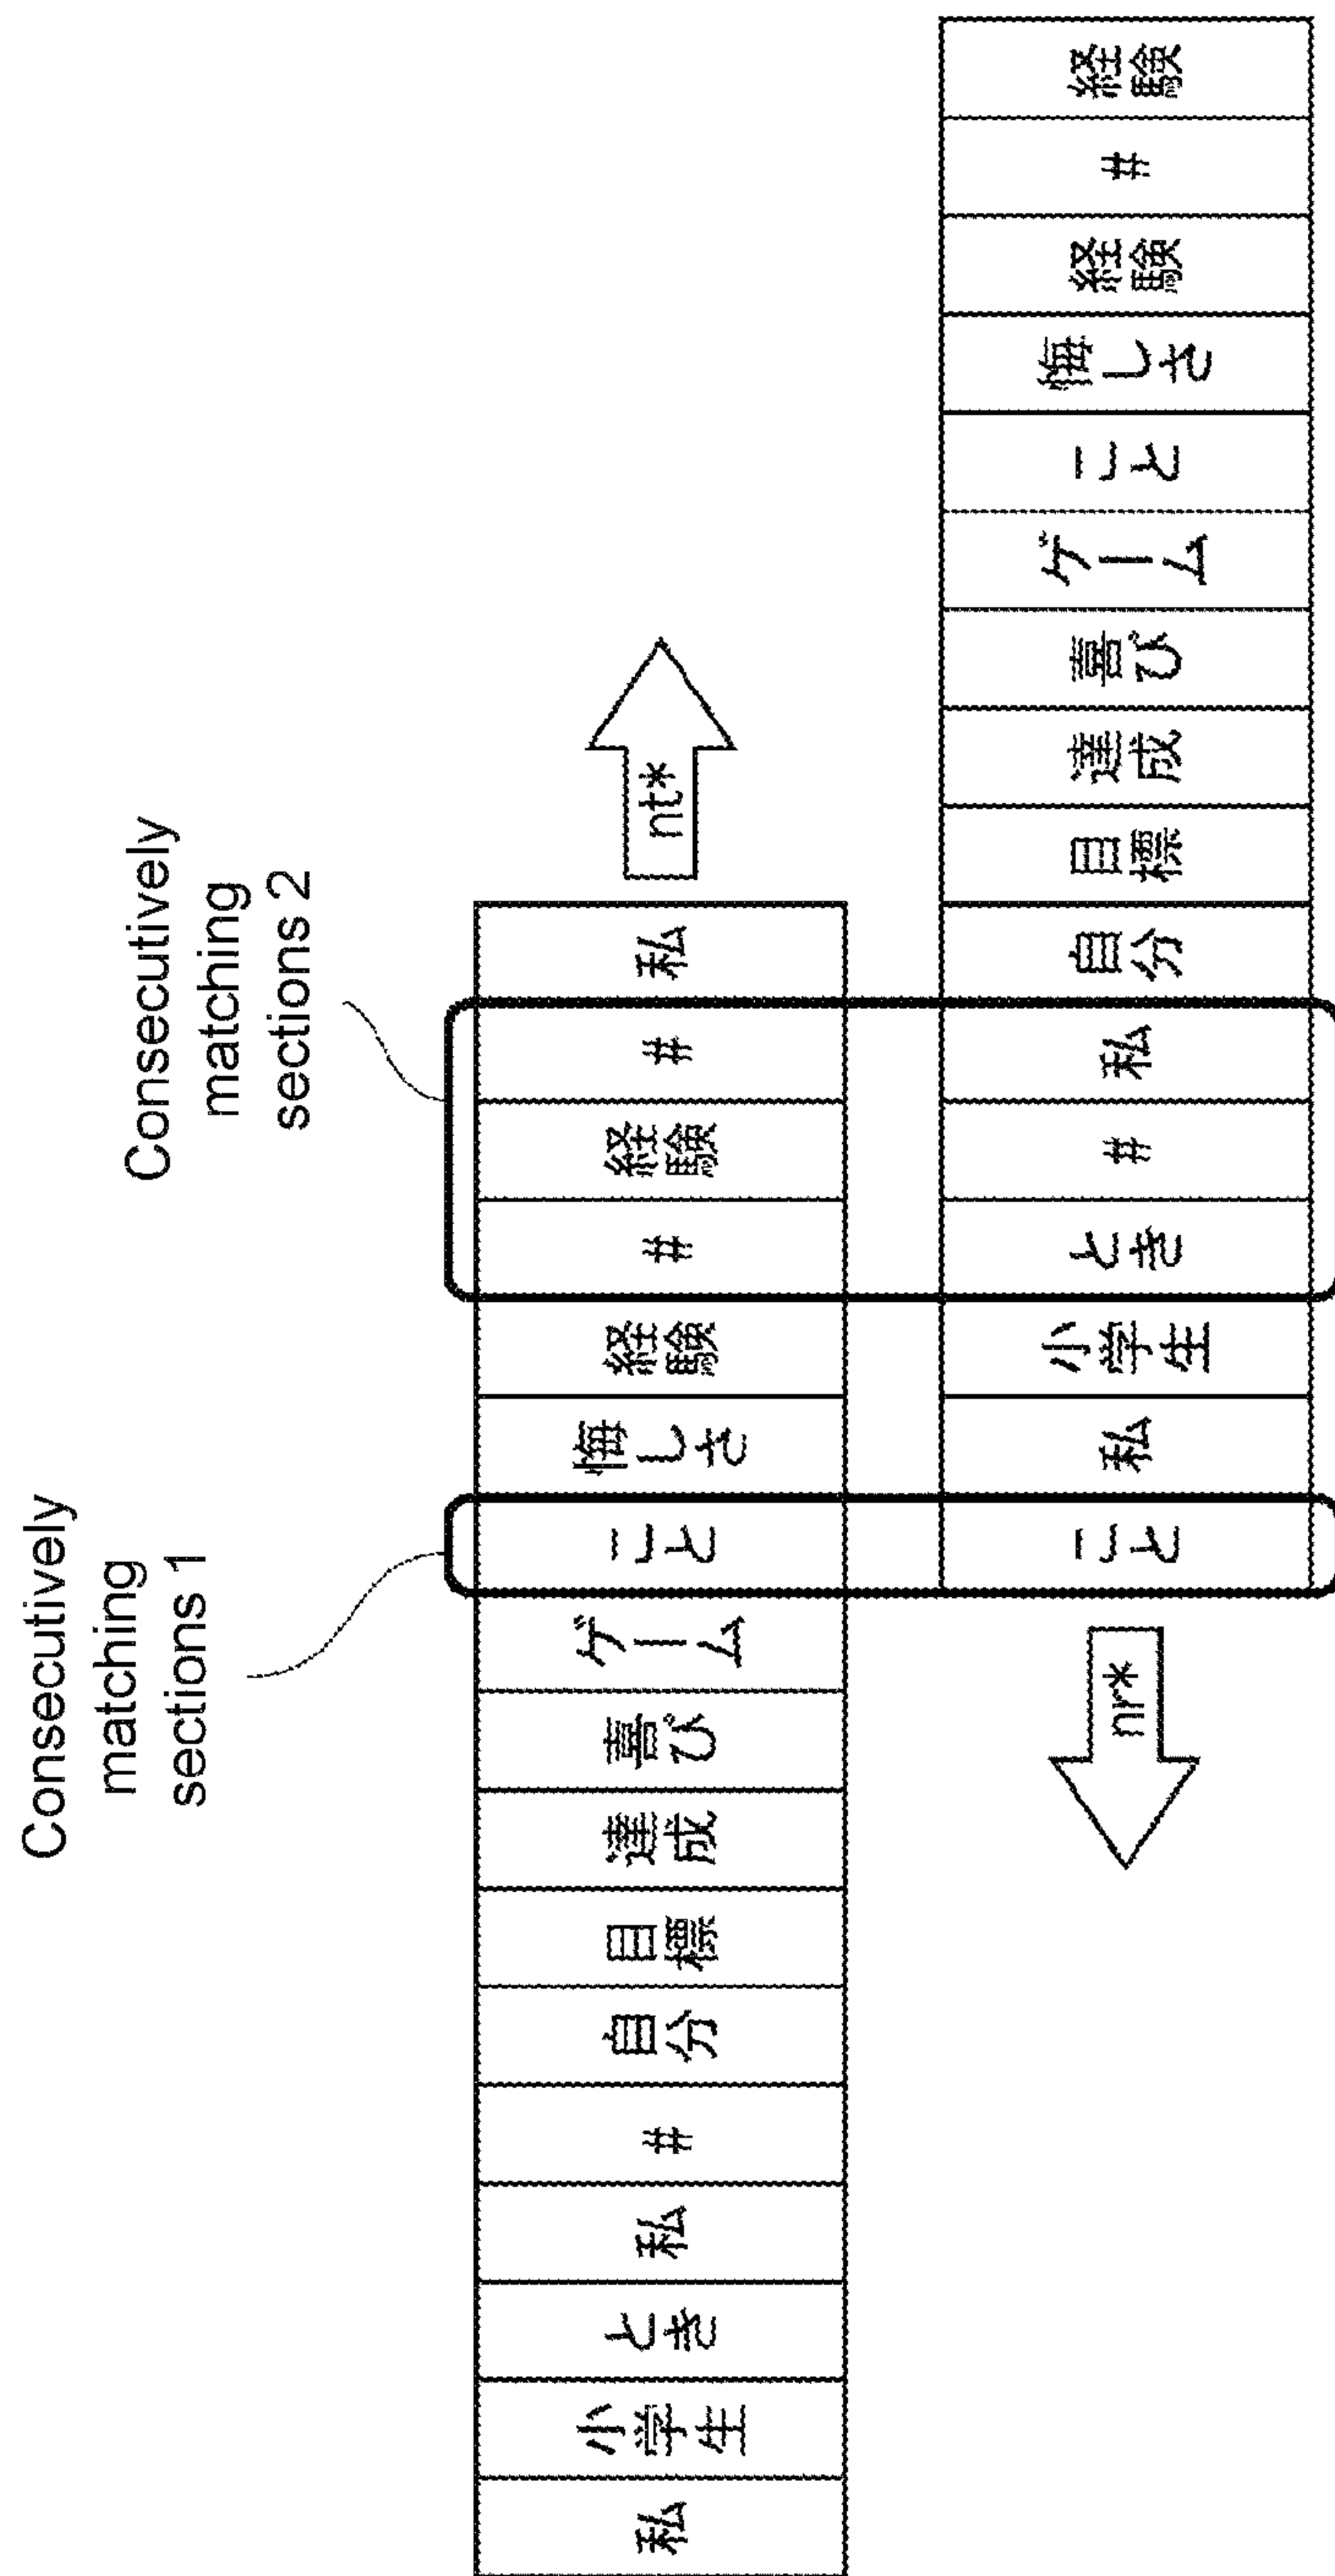 Consecutively
matching
sections 1
Consecutively
matching
sections 2
私 小学生 とき 私 # 自分 目標 達成 喜び ゲーム こと 悔しさ 経験 # 経験 # 私
nt*
nr*
こと 私 小学生 とき # 私 自分 目標 達成 喜び ゲーム こと 悔しさ 経験 # 経験